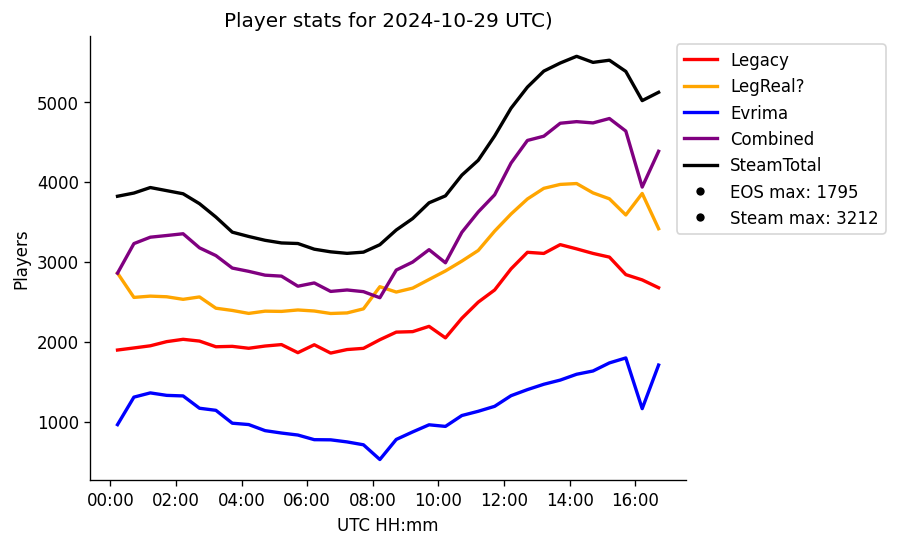 Player stats for 2024-10-29 UTC)
Legacy
LegReal?
Evrima
Combined
SteamTotal
EOS max: 1795
Steam max: 3212
Players
5000
4000
3000
2000
1000
00:00 02:00 04:00 06:00 08:00 10:00 12:00 14:00 16:00
UTC HH:mm